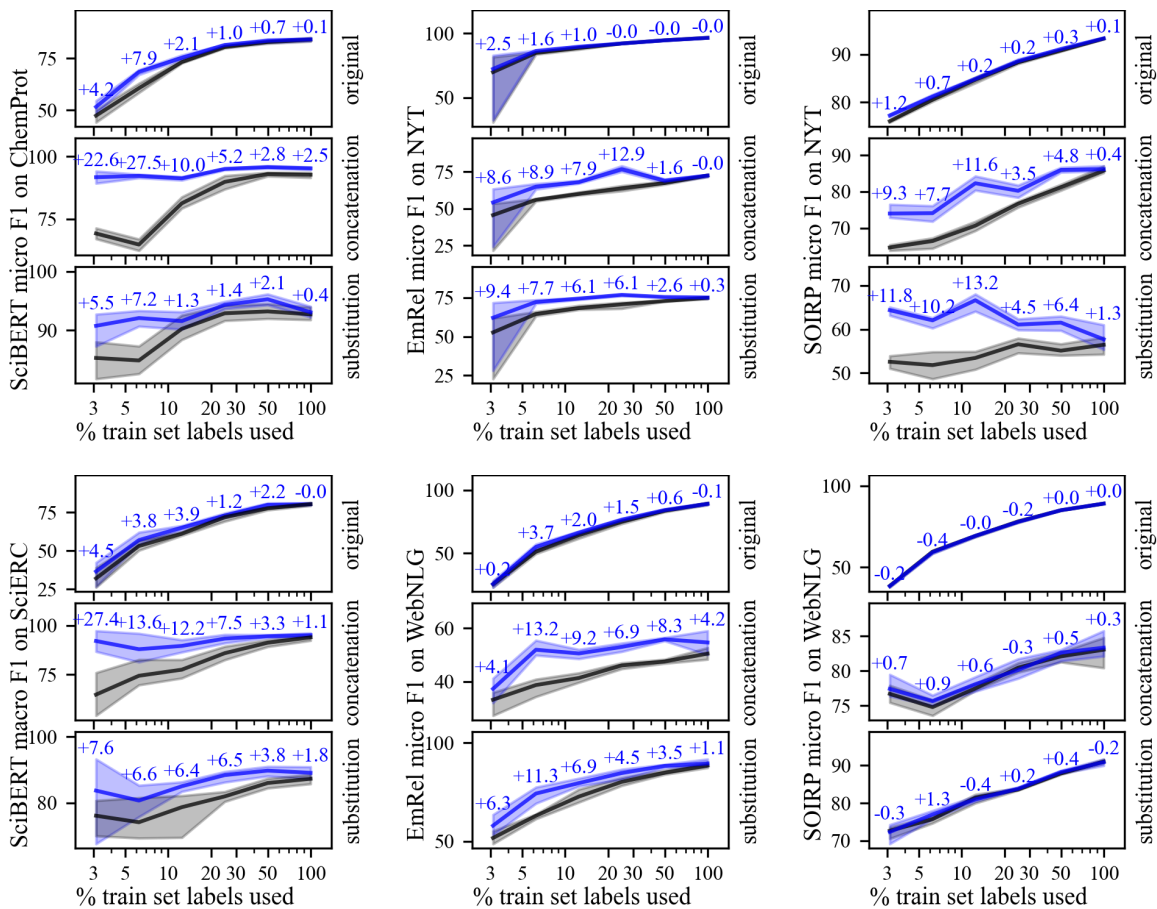 SciBERT micro F1 on ChemProt
75
50
+4.2 +7.9 +2.1 +1.0 +0.7 +0.1
original
100
75
+22.6 +27.5 +10.0 +5.2 +2.8 +2.5
concatenation
100
90
+5.5 +7.2 +1.3 +1.4 +2.1 +0.4
substitution
3 5 10 20 30 50 100
% train set labels used
EmRel micro F1 on NYT
100
50
+2.5 +1.6 +1.0 -0.0 -0.0 -0.0
75
50
25
+8.6 +8.9 +7.9 +12.9 +1.6 -0.0
75
50
25
+9.4 +7.7 +6.1 +6.1 +2.6 +0.3
3 5 10 20 30 50 100
% train set labels used
SOIRP micro F1 on NYT
90
80
+1.2 +0.7 +0.2 +0.2 +0.3 +0.1
original
90
80
70
+9.3 +7.7 +11.6 +3.5 +4.8 +0.4
concatenation
70
60
50
+11.8 +10.2 +13.2 +4.5 +6.4 +1.3
substitution
3 5 10 20 30 50 100
% train set labels used
SciBERT macro F1 on SciERC
75
50
25
+4.5 +3.8 +3.9 +1.2 +2.2 -0.0
original
100
75
+27.4 +13.6 +12.2 +7.5 +3.3 +1.1
concatenation
100
80
+7.6 +6.6 +6.4 +6.5 +3.8 +1.8
substitution
3 5 10 20 30 50 100
% train set labels used
EmRel micro F1 on WebNLG
100
50
+0.2 +3.7 +2.0 +1.5 +0.6 -0.1
60
40
+4.1 +13.2 +9.2 +6.9 +8.3 +4.2
100
50
+6.3 +11.3 +6.9 +4.5 +3.5 +1.1
3 5 10 20 30 50 100
% train set labels used
SOIRP micro F1 on WebNLG
100
50
-0.2 -0.4 -0.0 -0.2 +0.0 +0.0
original
85
80
75
+0.7 +0.9 +0.6 -0.3 +0.5 +0.3
concatenation
90
80
70
-0.3 +1.3 -0.4 +0.2 +0.4 -0.2
substitution
3 5 10 20 30 50 100
% train set labels used